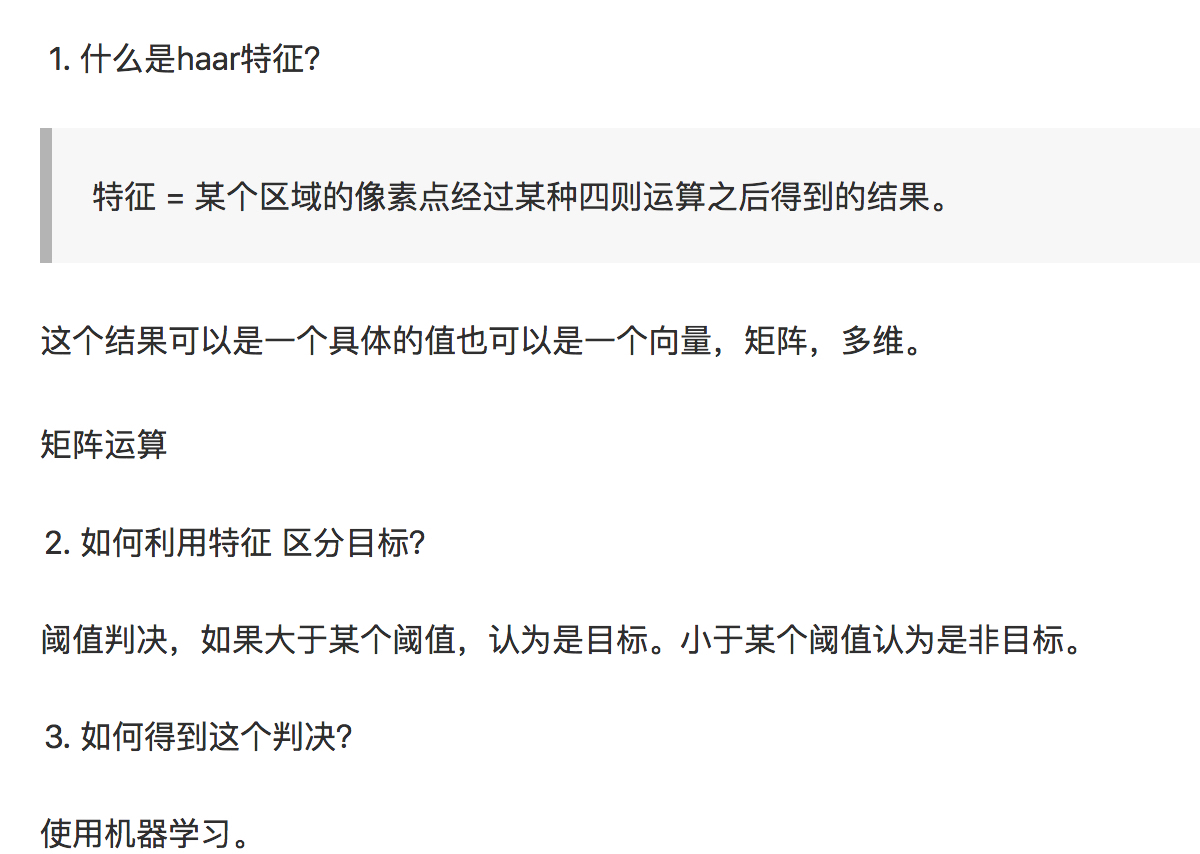 1. 什么是haar特征?
特征 = 某个区域的像素点经过某种四则运算之后得到的结果。
这个结果可以是一个具体的值也可以是一个向量，矩阵，多维。
矩阵运算
2. 如何利用特征 区分目标?
阈值判决，如果大于某个阈值，认为是目标。小于某个阈值认为是非目标。
3. 如何得到这个判决?
使用机器学习。